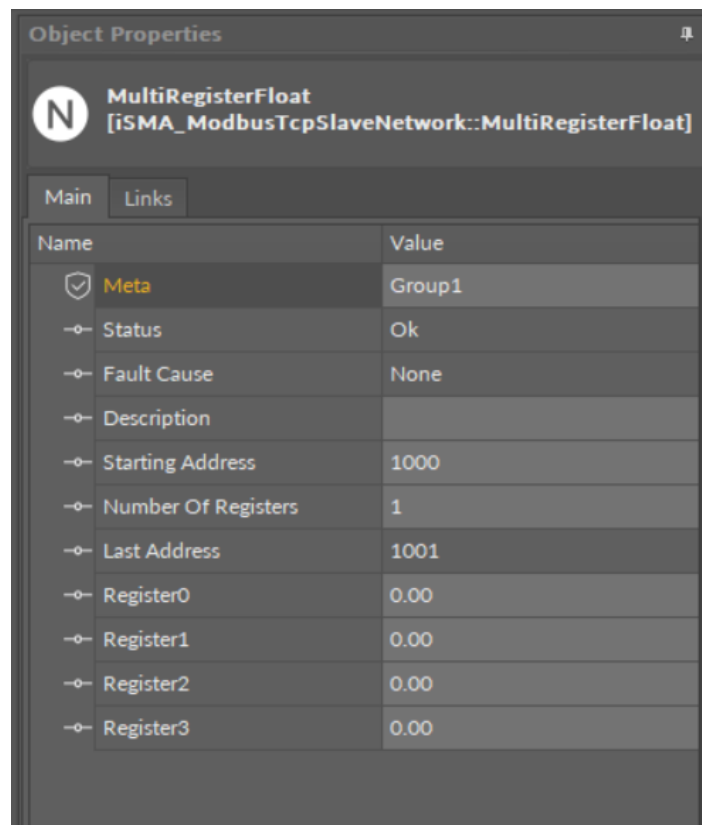 Object Properties
N
MultiRegisterFloat
[iSMA_ModbusTcpSlaveNetwork::MultiRegisterFloat]
Main Links
Name Value
Meta Group1
Status Ok
Fault Cause None
Description
Starting Address 1000
Number Of Registers 1
Last Address 1001
Register0 0.00
Register1 0.00
Register2 0.00
Register3 0.00